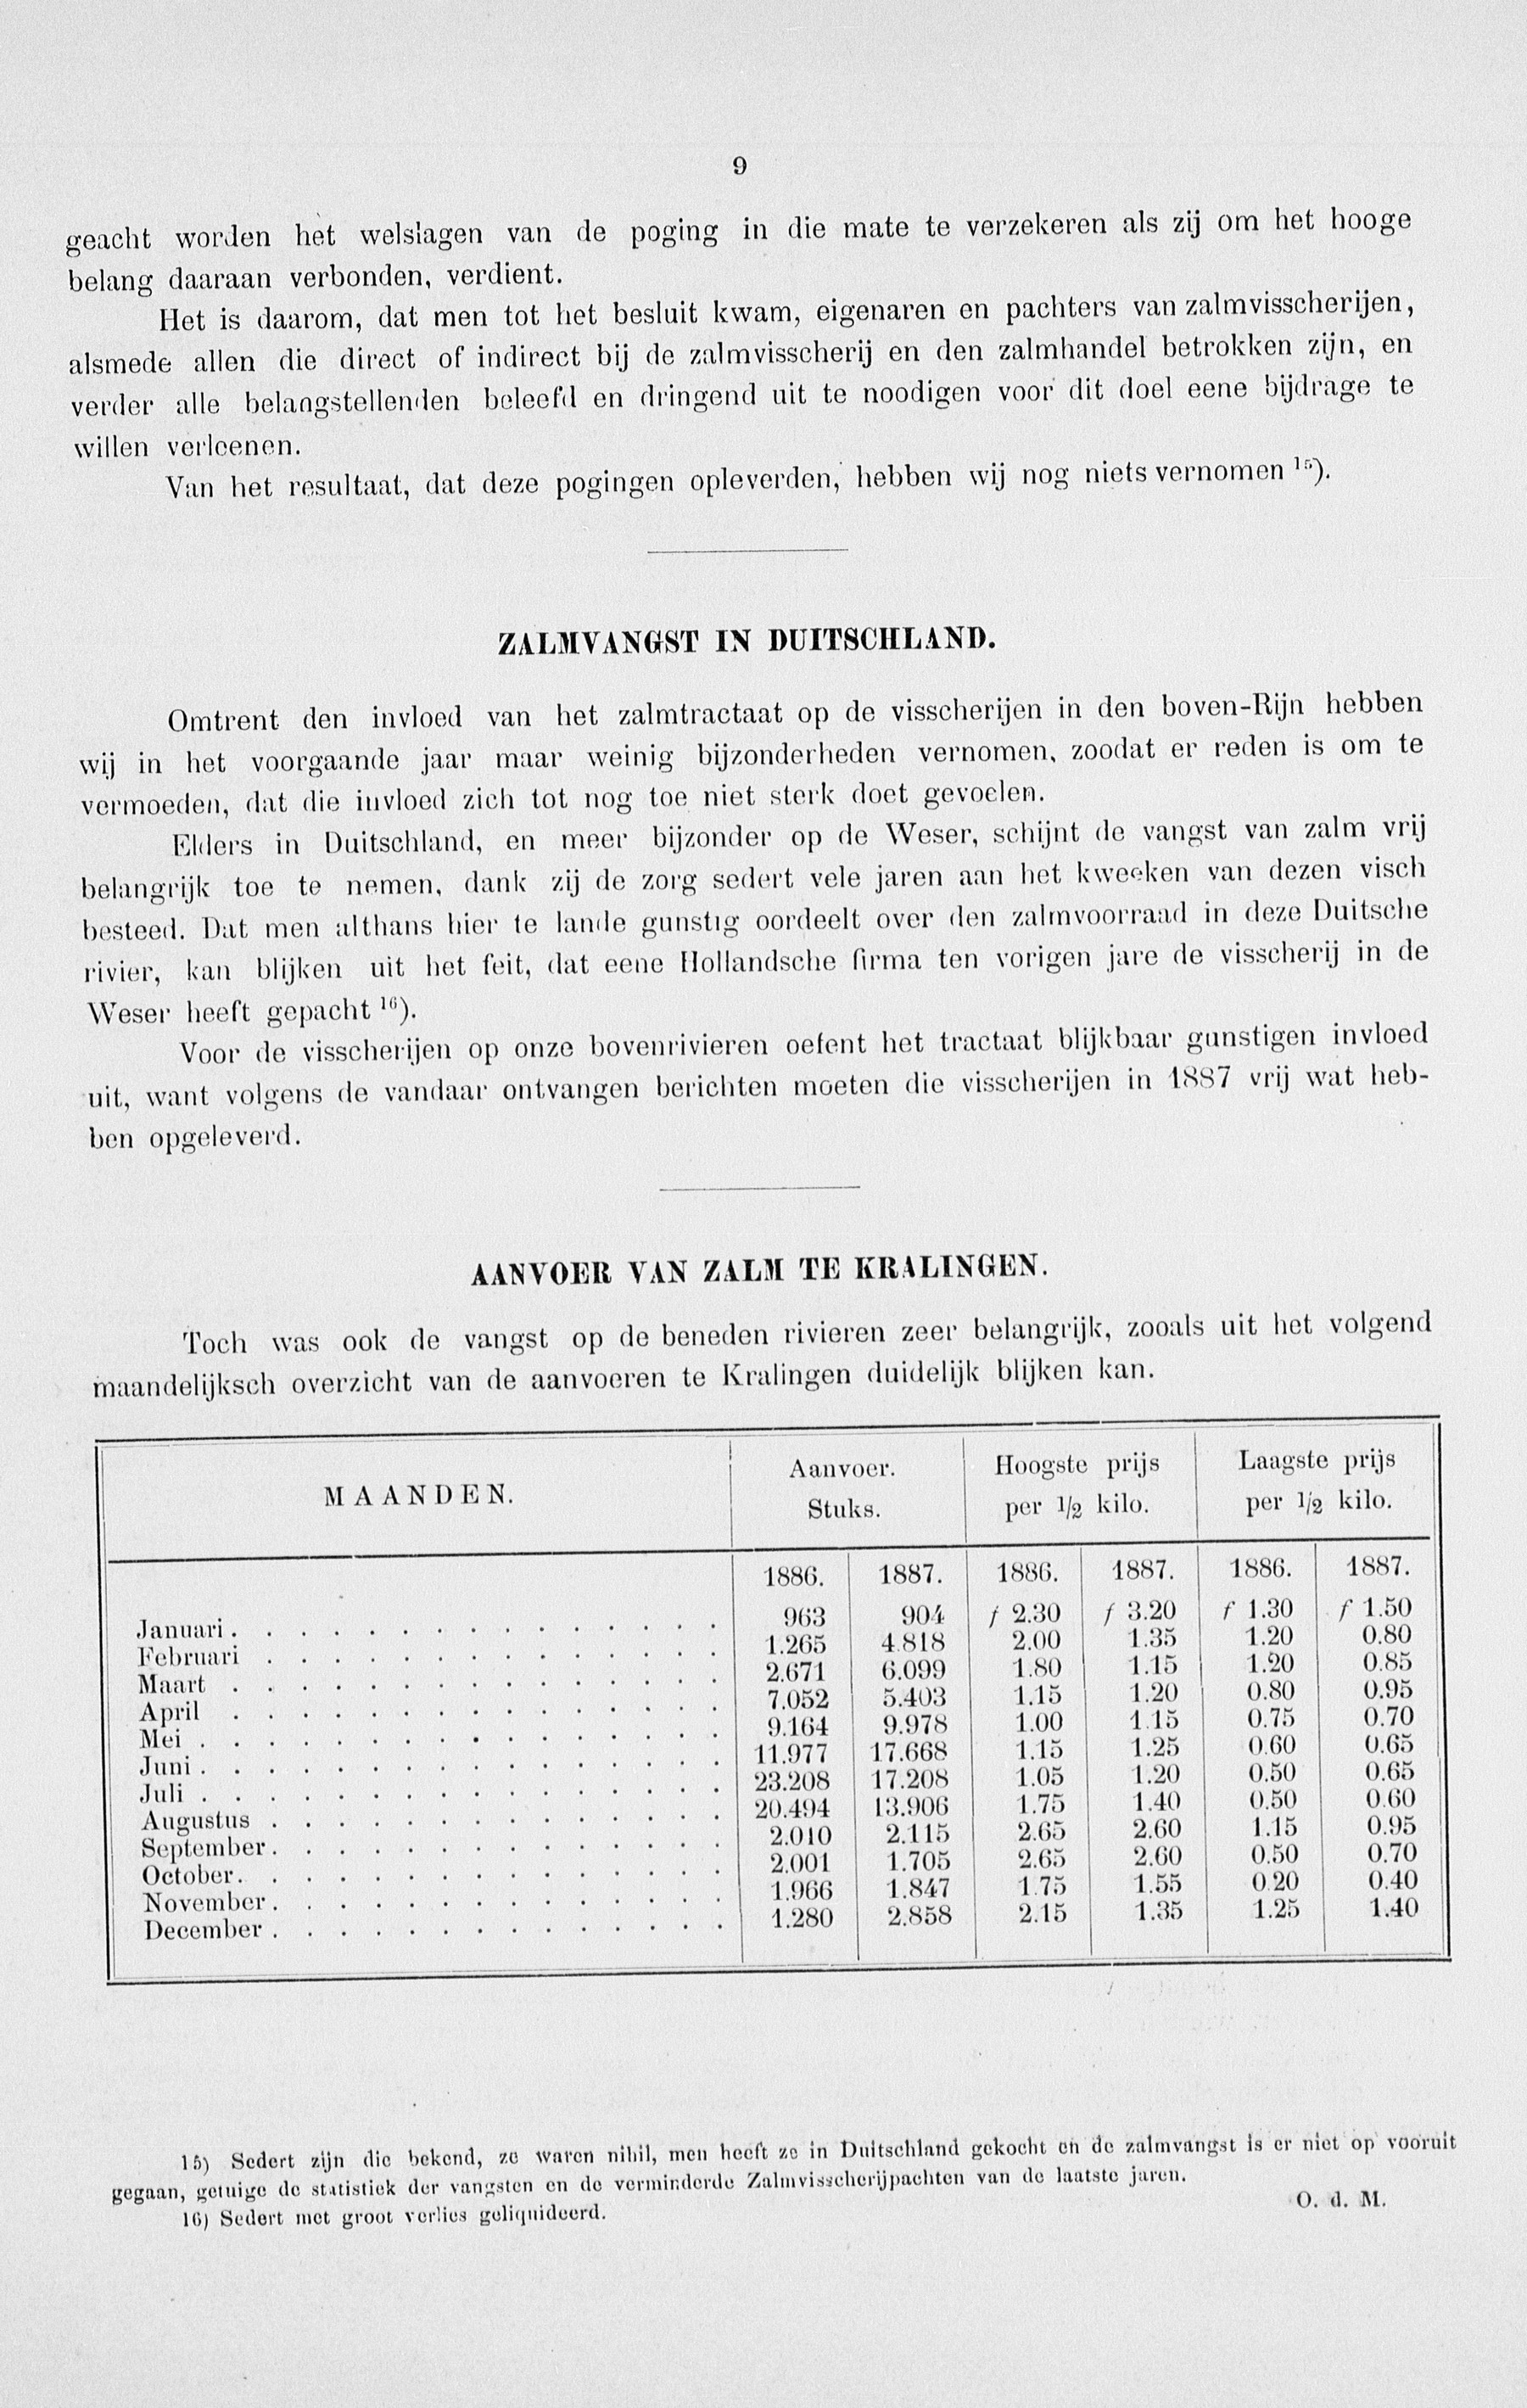 9
geacht worden het welslagen van de poging in die mate te verzekeren als zij om het hooge
belang daaraan verbonden, verdient.
Het is daarom, dat men tot het besluit kwam, eigenaren en pachters van zalmvisscherijen,
alsmede allen die direct of indirect bij de zalmvisscherij en den zalmhandel betrokken zijn, en
verder alle belangstellenden beleefd en dringend uit te noodigen voor dit doel eene bijdrage te
willen verleenen.
Van het resultaat, dat deze pogingen opleverden, hebben wij nog niets vernomen 15).
ZALMVANGST IN DUITSCHLAND.
Omtrent den invloed van het zalmtractaat op de visscherijen in den boven-Rijn hebben
wij in het voorgaande jaar maar weinig bijzonderheden vernomen, zoodat er reden is om te
vermoeden, dat die invloed zich tot nog toe niet sterk doet gevoelen.
Elders in Duitschland, en meer bijzonder op de Weser, schijnt de vangst van zalm vrij
belangrijk toe te nemen, dank zij de zorg sedert vele jaren aan het kweeken van dezen visch
besteed. Dat men althans hier te lande gunstig oordeelt over den zalmvoorraad in deze Duitsche
rivier, kan blijken uit het feit, dat eene Hollandsche firma ten vorigen jare de visscherij in de
Weser heeft gepacht 16).
Voor de visscherijen op onze bovenrivieren oefent het tractaat blijkbaar gunstigen invloed
uit, want volgens de vandaar ontvangen berichten moeten die visscherijen in 1887 vrij wat heb-
ben opgeleverd.
AANVOER VAN ZALM TE KRALINGEN.
Toch was ook de vangst op de beneden rivieren zeer belangrijk, zooals uit het volgend
maandelijksch overzicht van de aanvoeren te Kralingen duidelijk blijken kan.
MAANDEN. Aanvoer. Stuks. Hoogste prijs per 1/2 kilo. Laagste prijs per 1/2 kilo.
1886. 1887. 1886. 1887. 1886. 1887.
Januari . . . . . . . . . . . . . . . 963 904 f 2.30 f 3.20 f 1.30 f 1.50
Februari . . . . . . . . . . . . . . 1.265 4.818 2.00 1.35 1.20 0.80
Maart . . . . . . . . . . . . . . . 2.671 6.099 1.80 1.15 1.20 0.85
April . . . . . . . . . . . . . . . 7.052 5.403 1.15 1.20 0.80 0.95
Mei . . . . . . . . . . . . . . . . 9.164 9.978 1.00 1.15 0.75 0.70
Juni . . . . . . . . . . . . . . . . 11.977 17.668 1.15 1.25 0.60 0.65
Juli . . . . . . . . . . . . . . . . 23.208 17.208 1.05 1.20 0.50 0.65
Augustus . . . . . . . . . . . . . . 20.494 13.906 1.75 1.40 0.50 0.60
September . . . . . . . . . . . . . . 2.010 2.115 2.65 2.60 1.15 0.95
October. . . . . . . . . . . . . . . 2.001 1.705 2.65 2.60 0.50 0.70
November . . . . . . . . . . . . . . 1.966 1.847 1.75 1.55 0.20 0.40
December . . . . . . . . . . . . . . 1.280 2.858 2.15 1.35 1.25 1.40
15) Sedert zijn die bekend, ze waren nihil, men heeft ze in Duitschland gekocht en de zalmvangst is er niet op vooruit
gegaan, getuige de statistiek der vangsten en de verminderde Zalmvisscherijpachten van de laatste jaren.
16) Sedert met groot verlies geliquideerd. O. d. M.